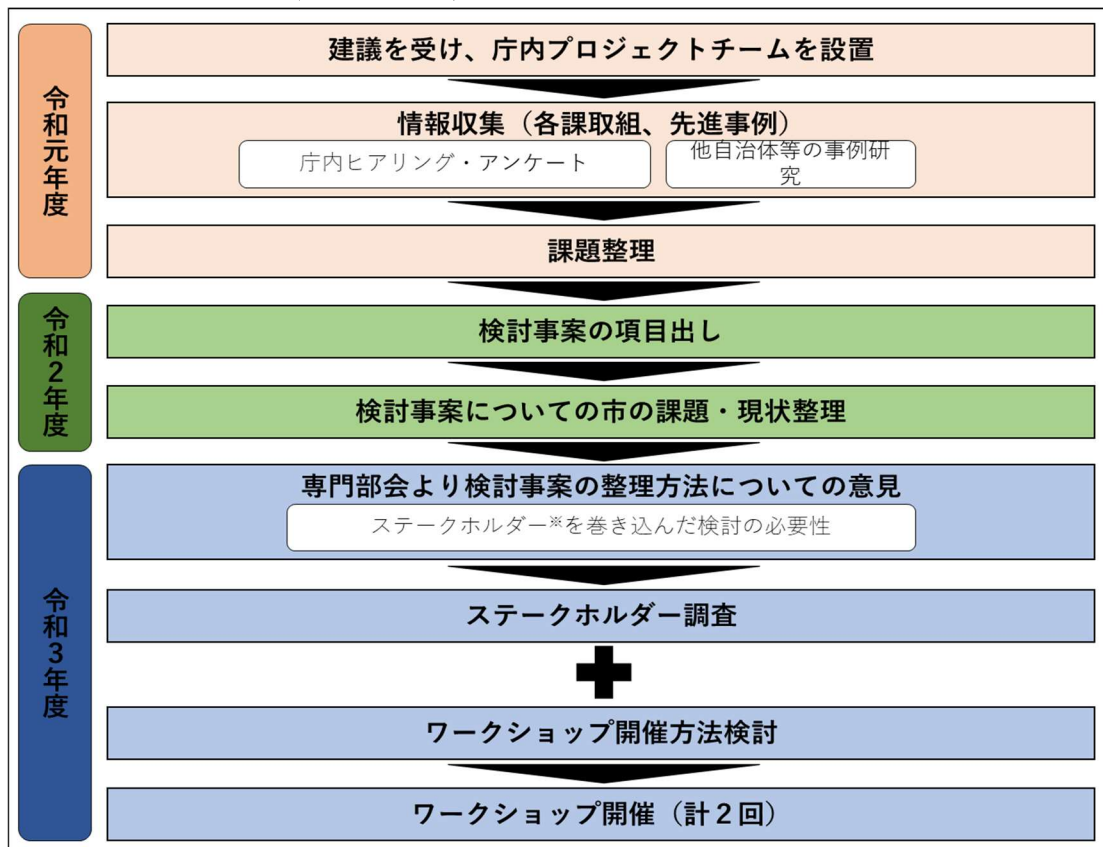 令和元年度
建議を受け、庁内プロジェクトチームを設置
情報収集（各課取組、先進事例）
庁内ヒアリング・アンケート
他自治体等の事例研
究
課題整理
令和２年度
検討事案の項目出し
検討事案についての市の課題・現状整理
令和３年度
専門部会より検討事案の整理方法についての意見
ステークホルダー※を巻き込んだ検討の必要性
ステークホルダー調査
ワークショップ開催方法検討
ワークショップ開催（計２回）